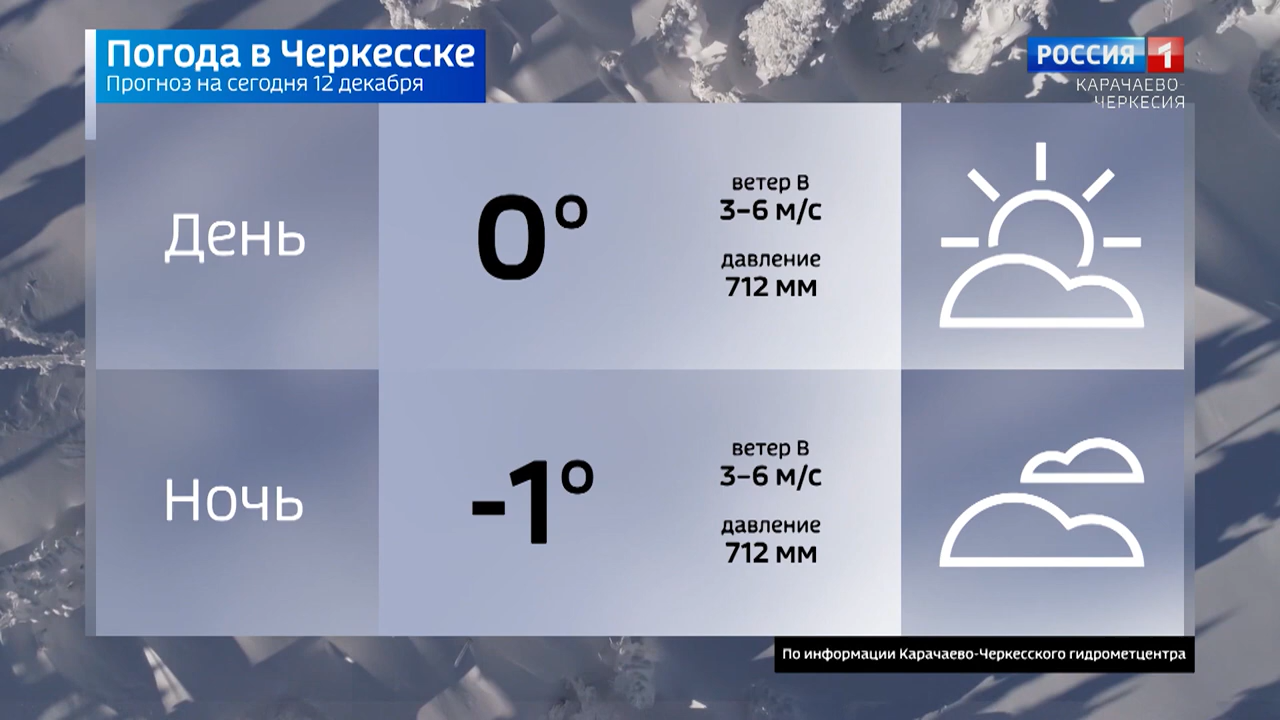 Погода в Черкесске
Прогноз на сегодня 12 декабря
РОССИЯ 1
КАРАЧАЕВО-
ЧЕРКЕСИЯ
День
0°
ветер В
3–6 м/с
давление
712 мм
Ночь
-1°
ветер В
3–6 м/с
давление
712 мм
По информации Карачаево-Черкесского гидрометцентра